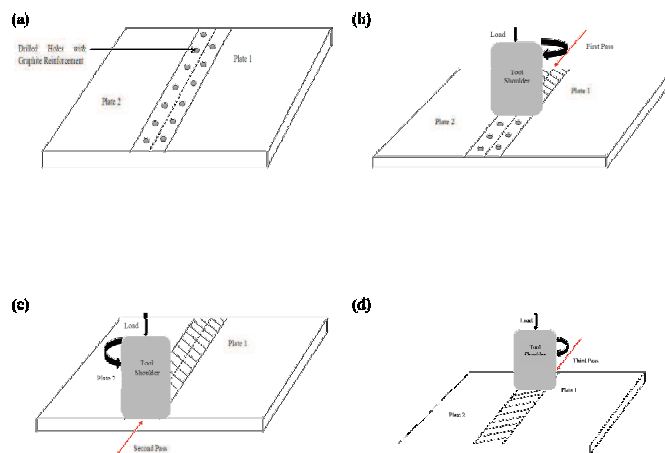 (a)
Drilled Holes with
Graphite Reinforcement
Plate 1
Plate 2
(b)
Load
First Pass
Tool
Shoulder
Plate 1
Plate 2
(c)
Load
Plate 1
Tool
Shoulder
Plate 2
Second Pass
(d)
Load
Tool
Shoulder
Third Pass
Plate 1
Plate 2